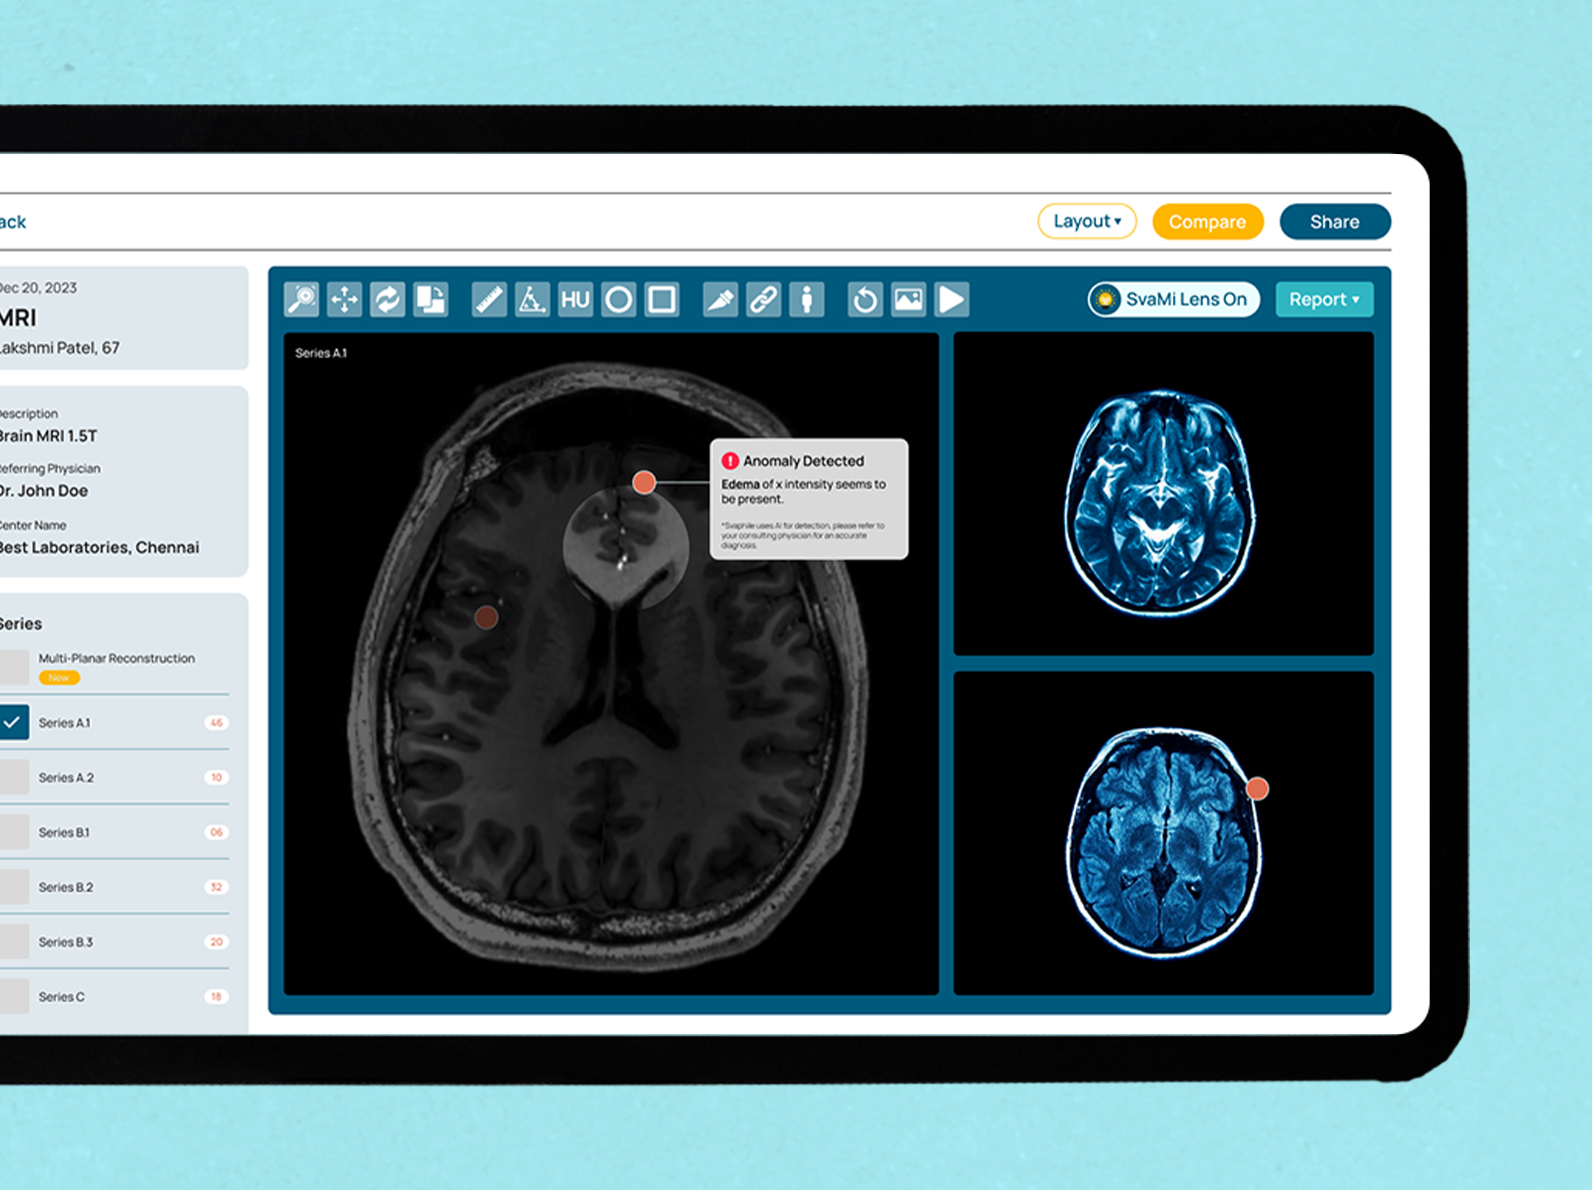 ack
Layout ▾
Compare
Share
Dec 20, 2023
MRI
Lakshmi Patel, 67
Description
Brain MRI 1.5T
Referring Physician
Dr. John Doe
Center Name
Best Laboratories, Chennai
Series
Multi-Planar Reconstruction
New
Series A.1
46
Series A.2
10
Series B.1
06
Series B.2
32
Series B.3
20
Series C
18
HU
SvaMi Lens On
Report ▾
Series A.1
! Anomaly Detected
Edema of x intensity seems to
be present.
*Svaphile uses AI for detection, please refer to
your consulting physician for an accurate
diagnosis.